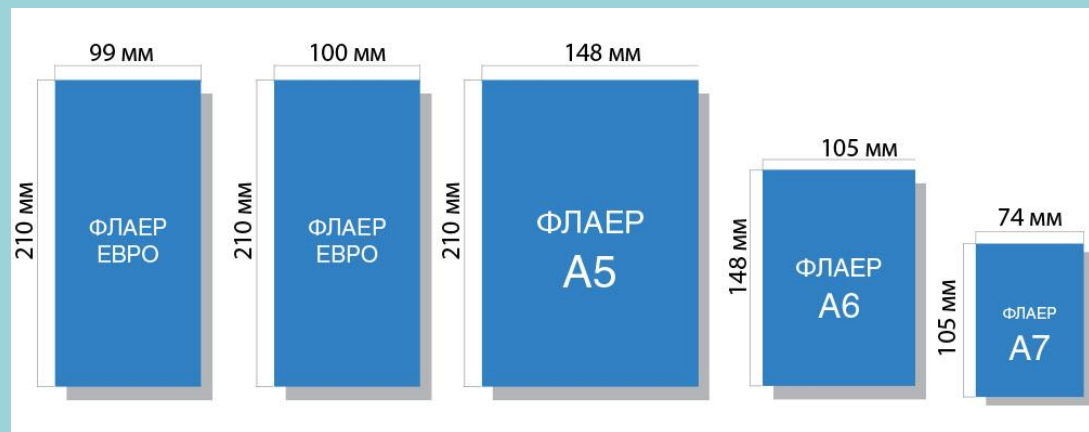 99 мм
210 мм
ФЛАЕР
ЕВРО
100 мм
210 мм
ФЛАЕР
ЕВРО
148 мм
210 мм
ФЛАЕР
А5
105 мм
148 мм
ФЛАЕР
А6
74 мм
105 мм
ФЛАЕР
А7